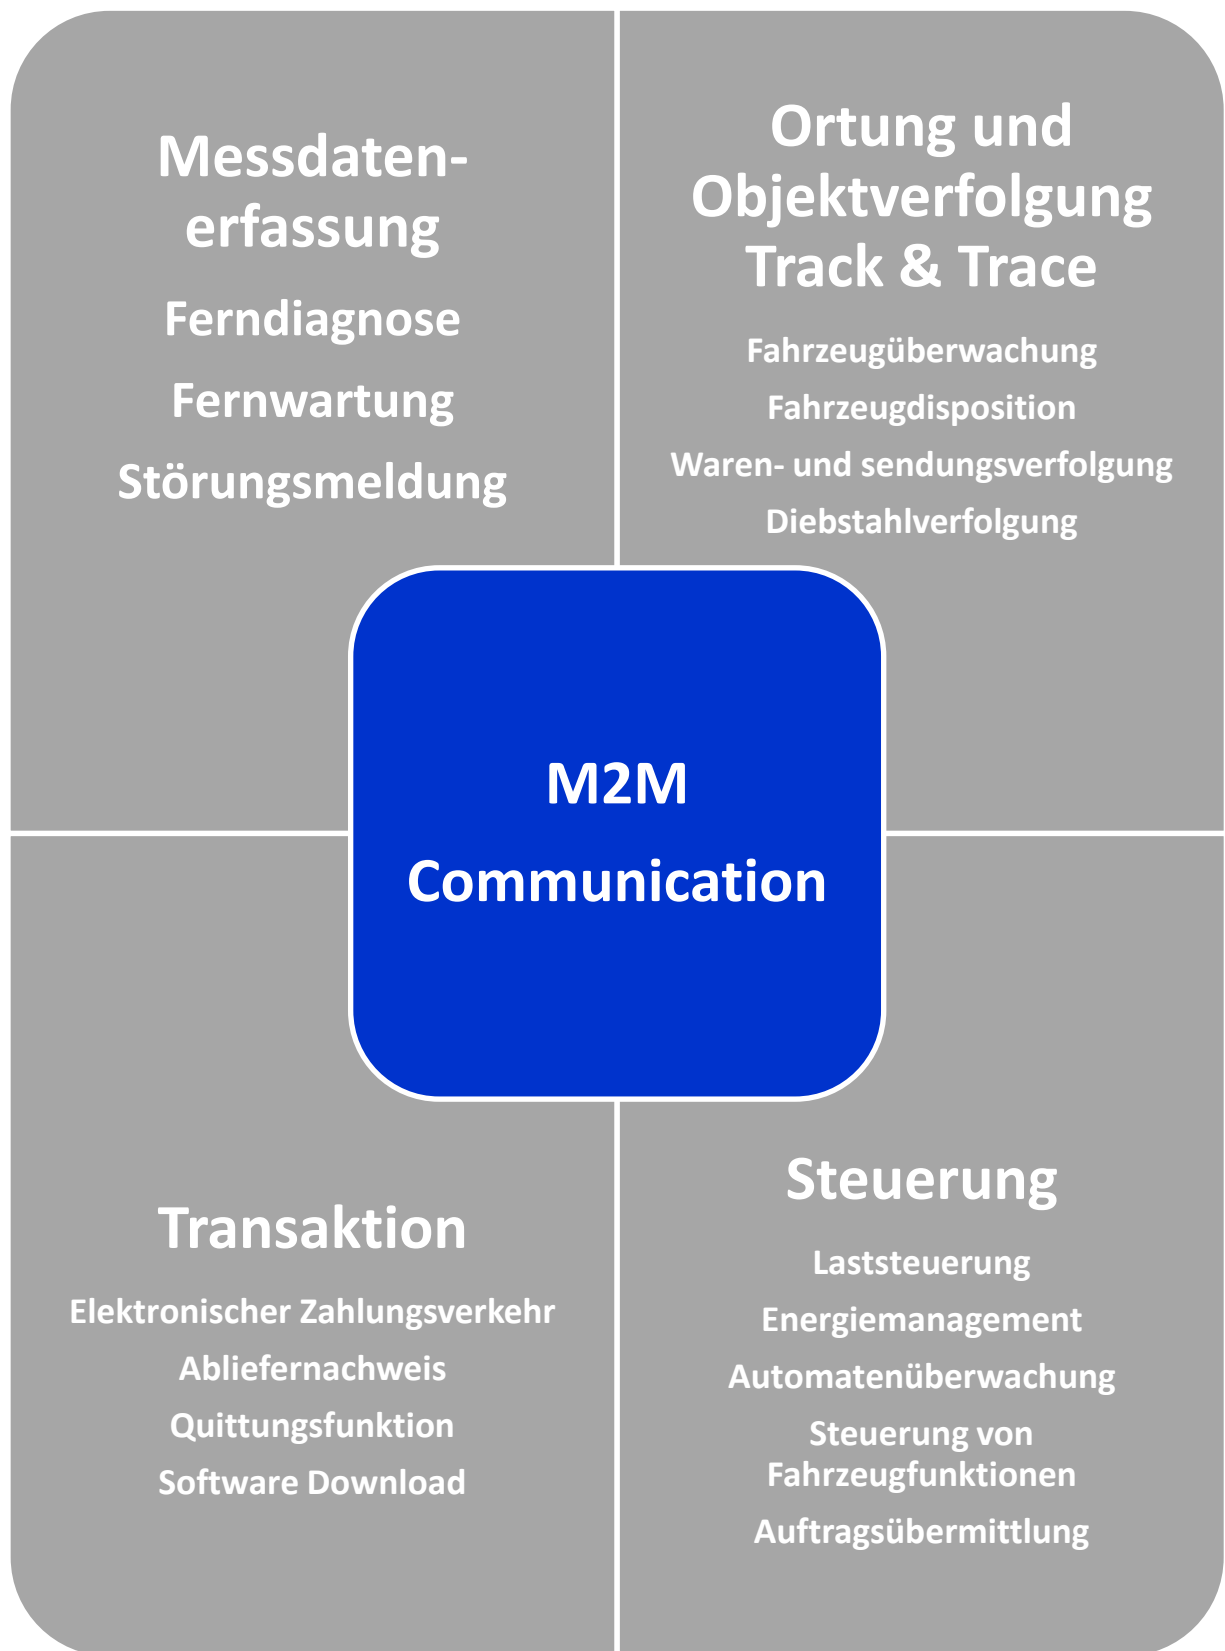 Messdaten-
erfassung
Ferndiagnose
Fernwartung
Störungsmeldung
Ortung und
Objektverfolgung
Track & Trace
Fahrzeugüberwachung
Fahrzeugdisposition
Waren- und sendungsverfolgung
Diebstahlverfolgung
M2M
Communication
Transaktion
Elektronischer Zahlungsverkehr
Abliefernachweis
Quittungsfunktion
Software Download
Steuerung
Laststeuerung
Energiemanagement
Automatenüberwachung
Steuerung von
Fahrzeugfunktionen
Auftragsübermittlung